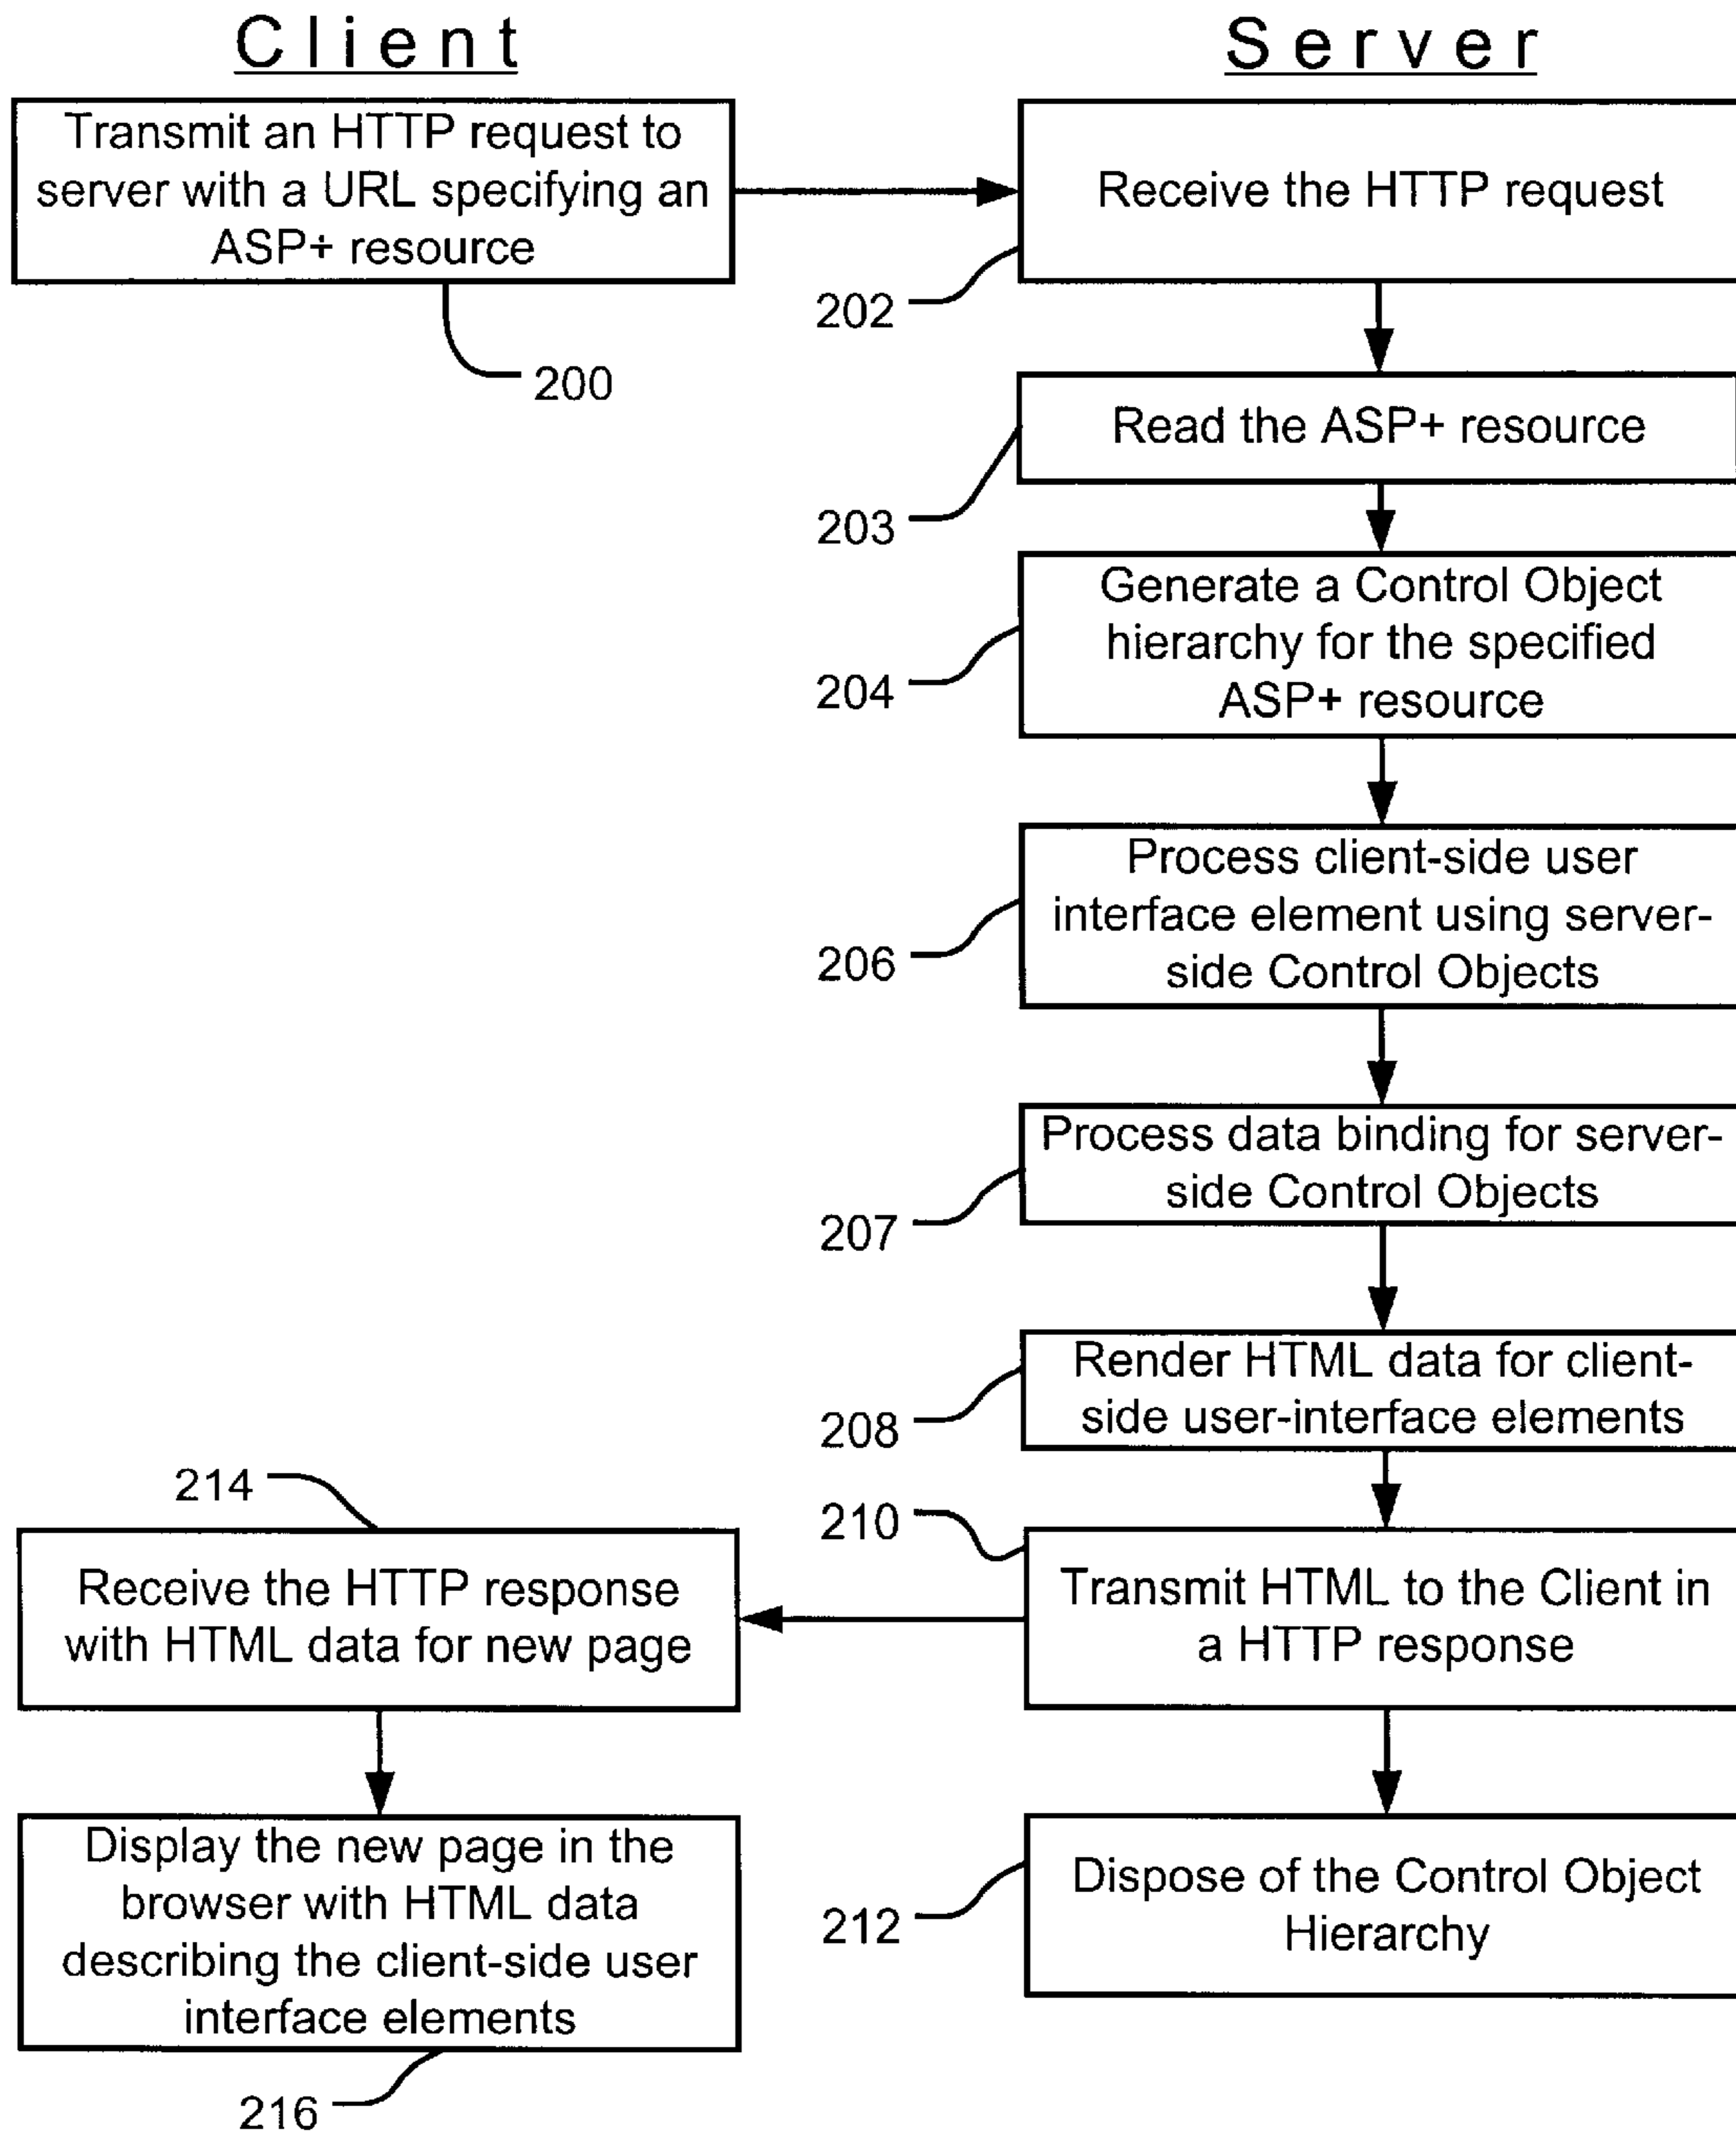 Client
Server
Transmit an HTTP request to
server with a URL specifying an
ASP+ resource
200
Receive the HTTP request
202
Read the ASP+ resource
203
Generate a Control Object
hierarchy for the specified
ASP+ resource
204
Process client-side user
interface element using server-
side Control Objects
206
Process data binding for server-
side Control Objects
207
Render HTML data for client-
side user-interface elements
208
210
Transmit HTML to the Client in
a HTTP response
214
Receive the HTTP response
with HTML data for new page
Display the new page in the
browser with HTML data
describing the client-side user
interface elements
216
Dispose of the Control Object
Hierarchy
212